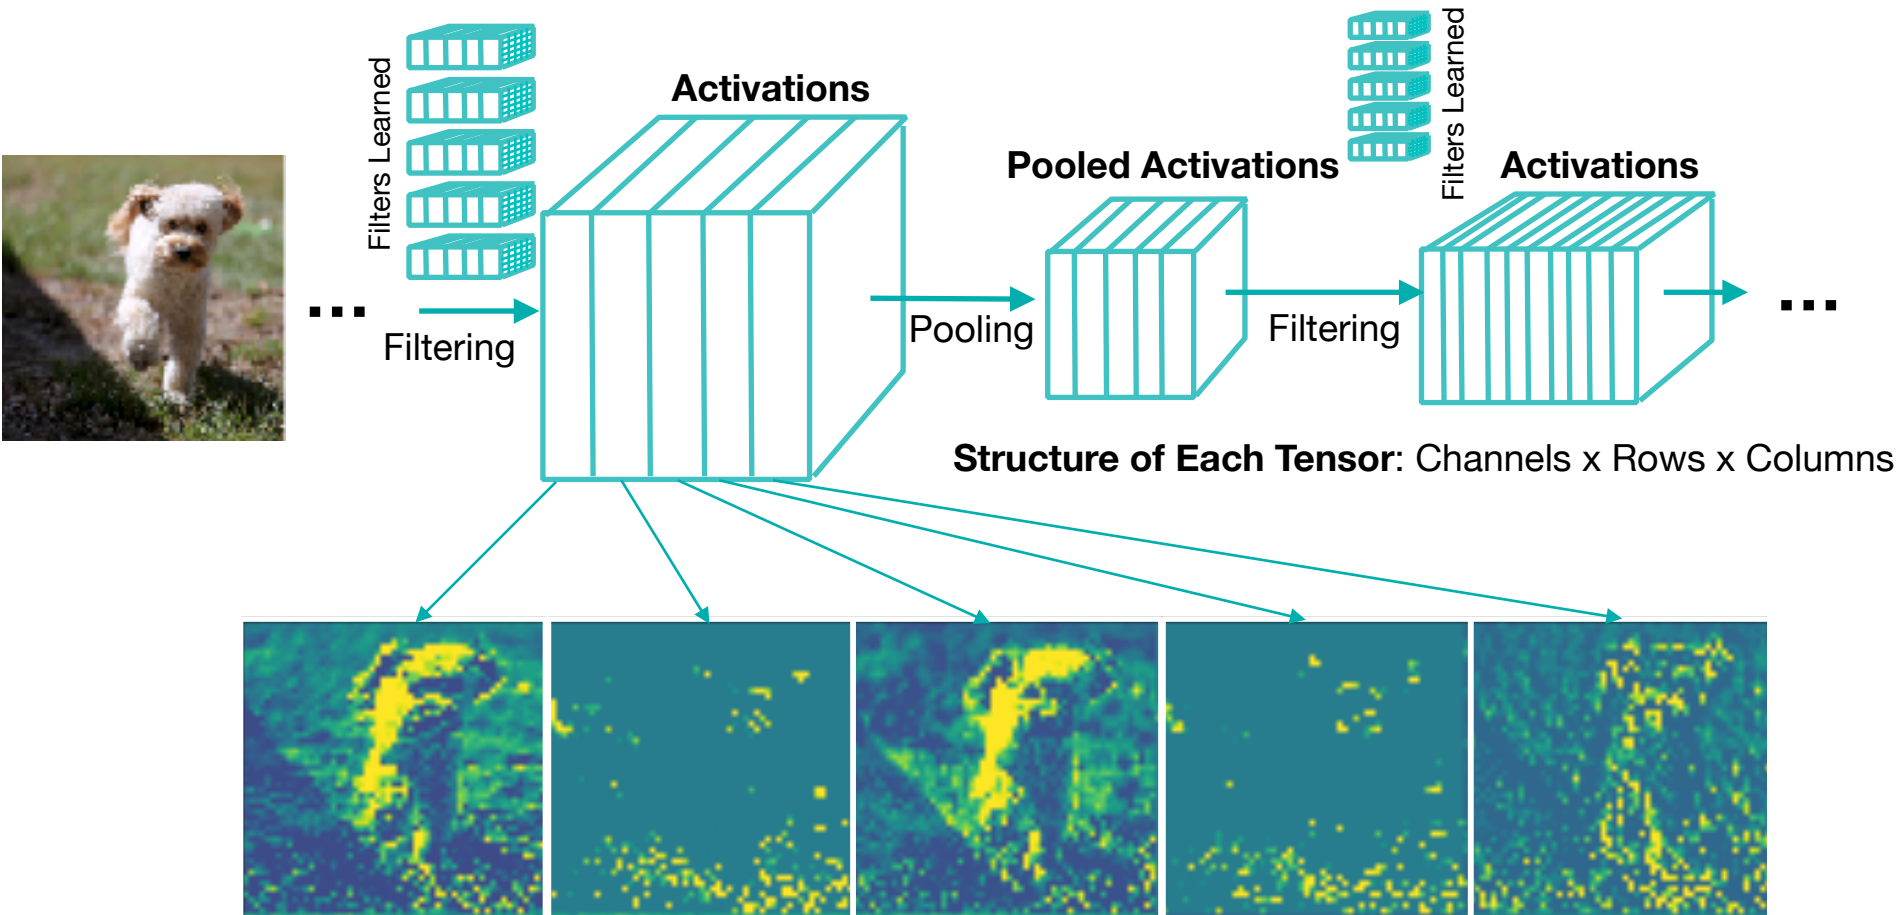 Filters Learned
Activations
Filters Learned
Pooled Activations
Activations
...
Filtering
Pooling
Filtering
...
Structure of Each Tensor: Channels x Rows x Columns